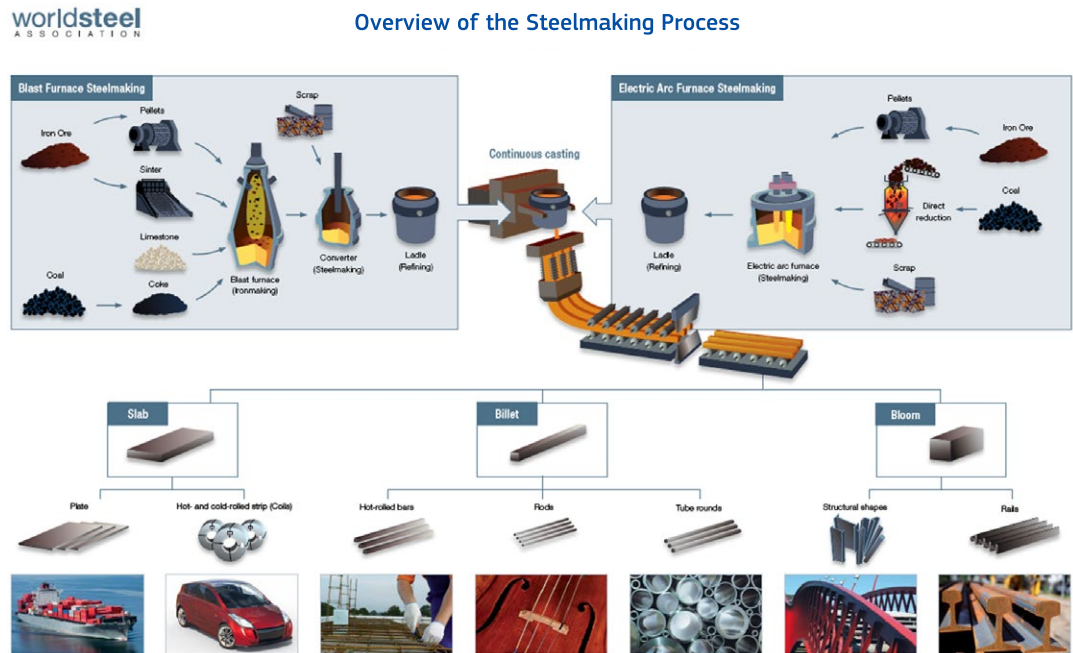 worldsteel
ASSOCIATION
Overview of the Steelmaking Process
Blast Furnace Steelmaking
Pellets
Iron Ore
Sinter
Limestone
Coal
Coke
Blast furnace
(Ironmaking)
Scrap
Converter
(Steelmaking)
Ladle
(Refining)
Continuous casting
Electric Arc Furnace Steelmaking
Pellets
Iron Ore
Coal
Direct
reduction
Scrap
Electric arc furnace
(Steelmaking)
Ladle
(Refining)
Slab
Billet
Bloom
Plate
Hot- and cold-rolled strip (Coils)
Hot-rolled bars
Rods
Tube rounds
Structural shapes
Rails